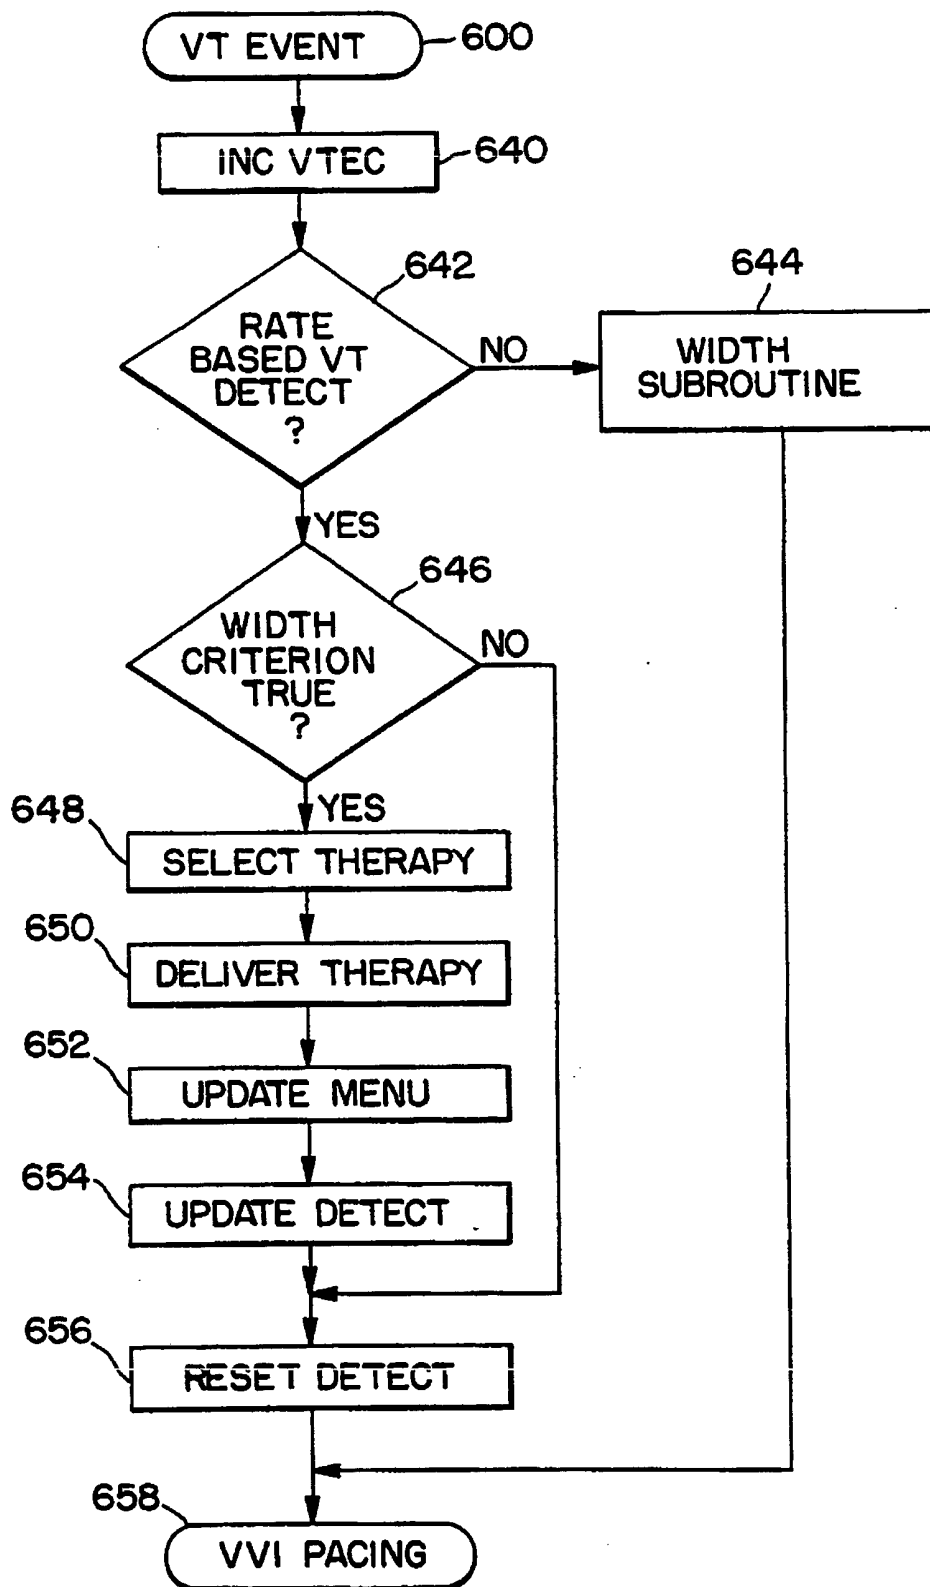 VT EVENT
600
INC VTEC
640
642
RATE
BASED VT
DETECT
?
NO
644
WIDTH
SUBROUTINE
YES
646
WIDTH
CRITERION
TRUE
?
NO
YES
648
SELECT THERAPY
650
DELIVER THERAPY
652
UPDATE MENU
654
UPDATE DETECT
656
RESET DETECT
658
VVI PACING